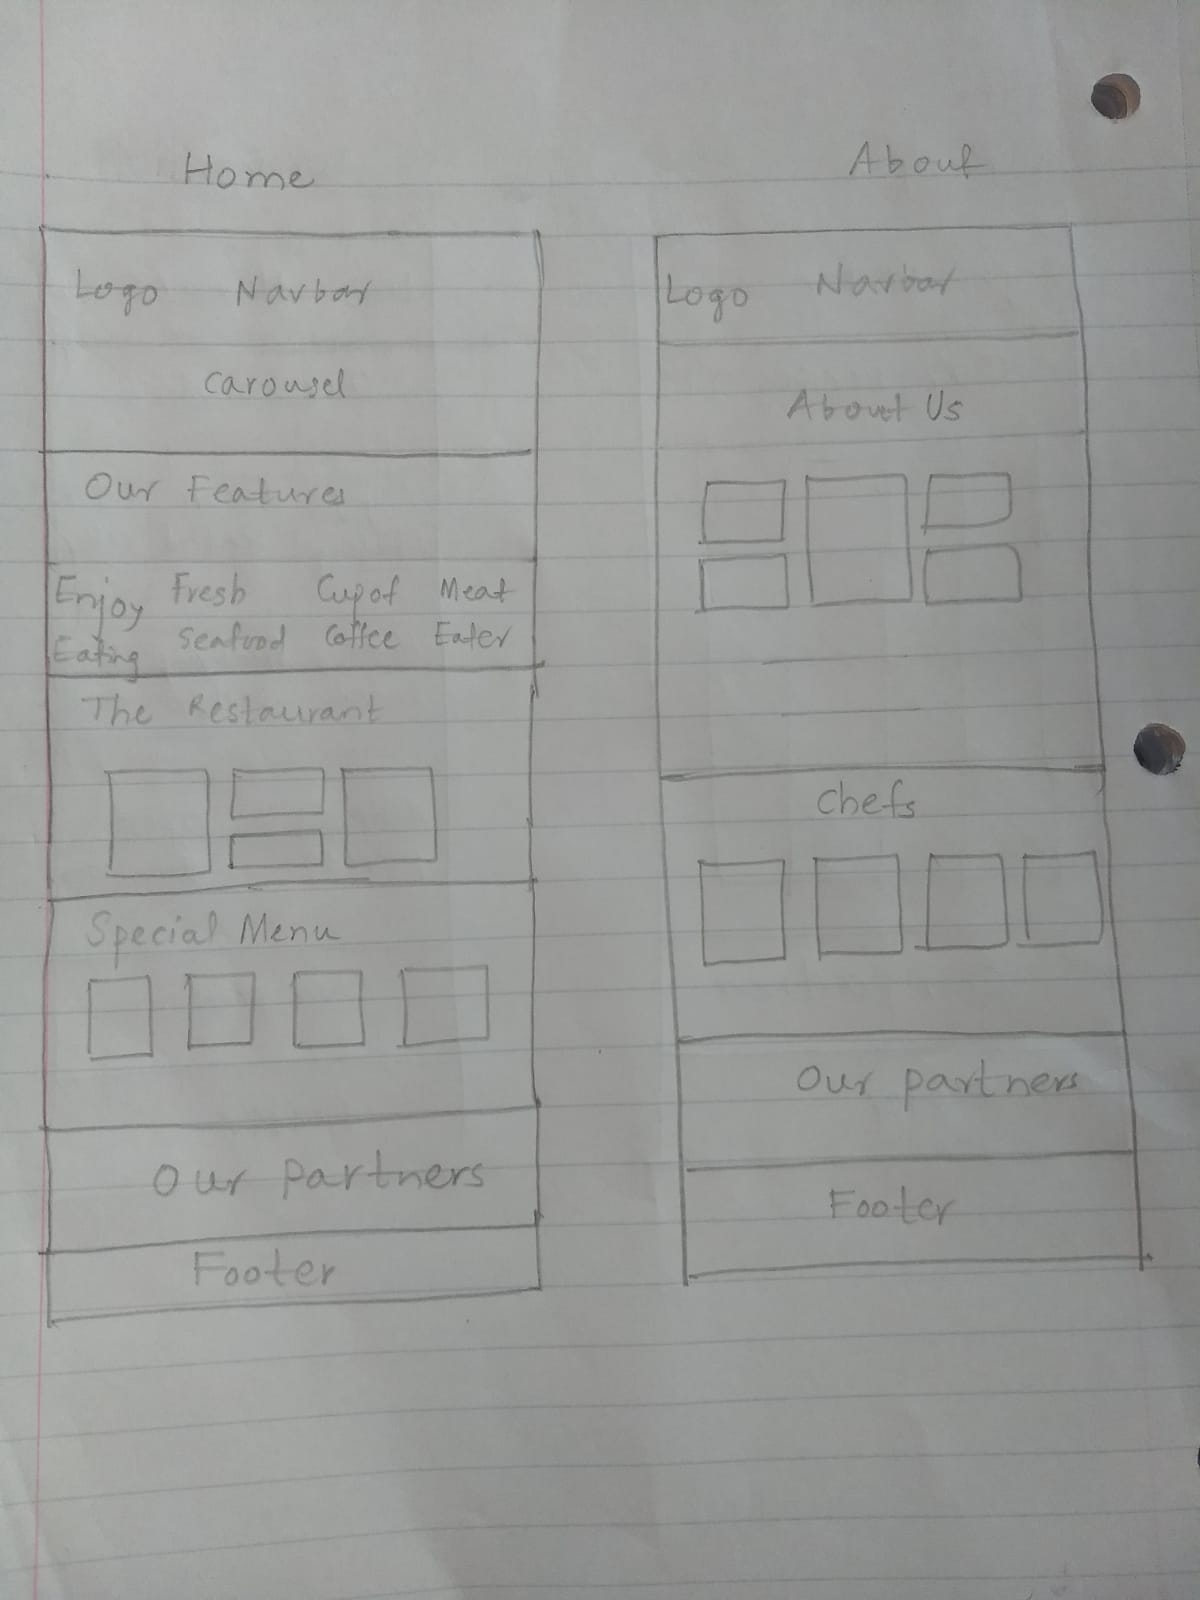 Home
Logo Navbar
Carousel
Our Features
Enjoy Fresh Cup of Meat
Eating Seafood Coffee Eater
The Restaurant
Special Menu
Our Partners
Footer
About
Logo Navbar
About Us
Chefs
Our partners
Footer